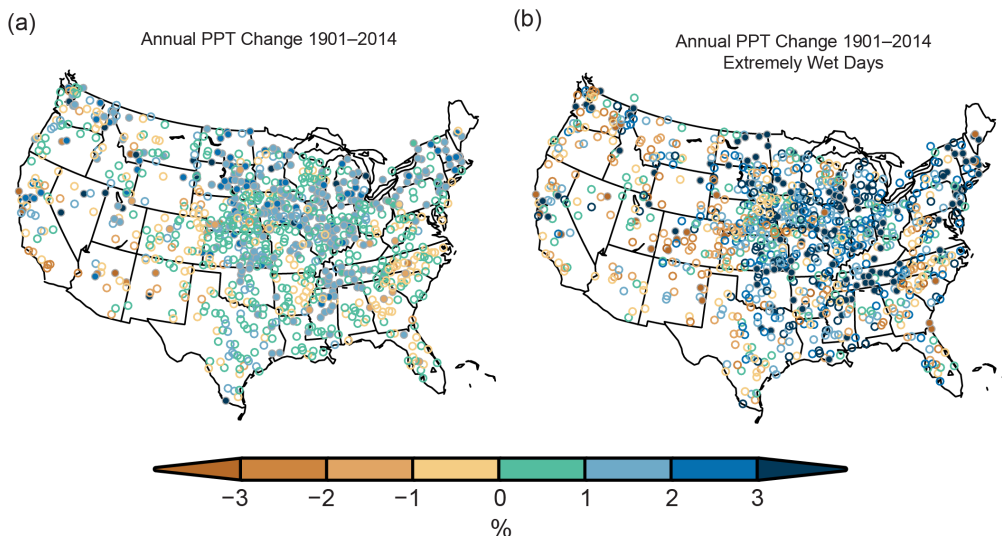 (a)
Annual PPT Change 1901–2014
(b)
Annual PPT Change 1901–2014
Extremely Wet Days
−3 −2 −1 0 1 2 3
%